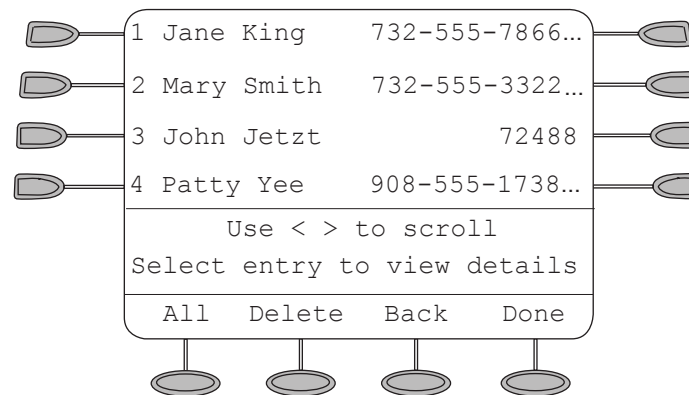 1 Jane King 732-555-7866...
2 Mary Smith 732-555-3322...
3 John Jetzt 72488
4 Patty Yee 908-555-1738...
Use < > to scroll
Select entry to view details
All Delete Back Done